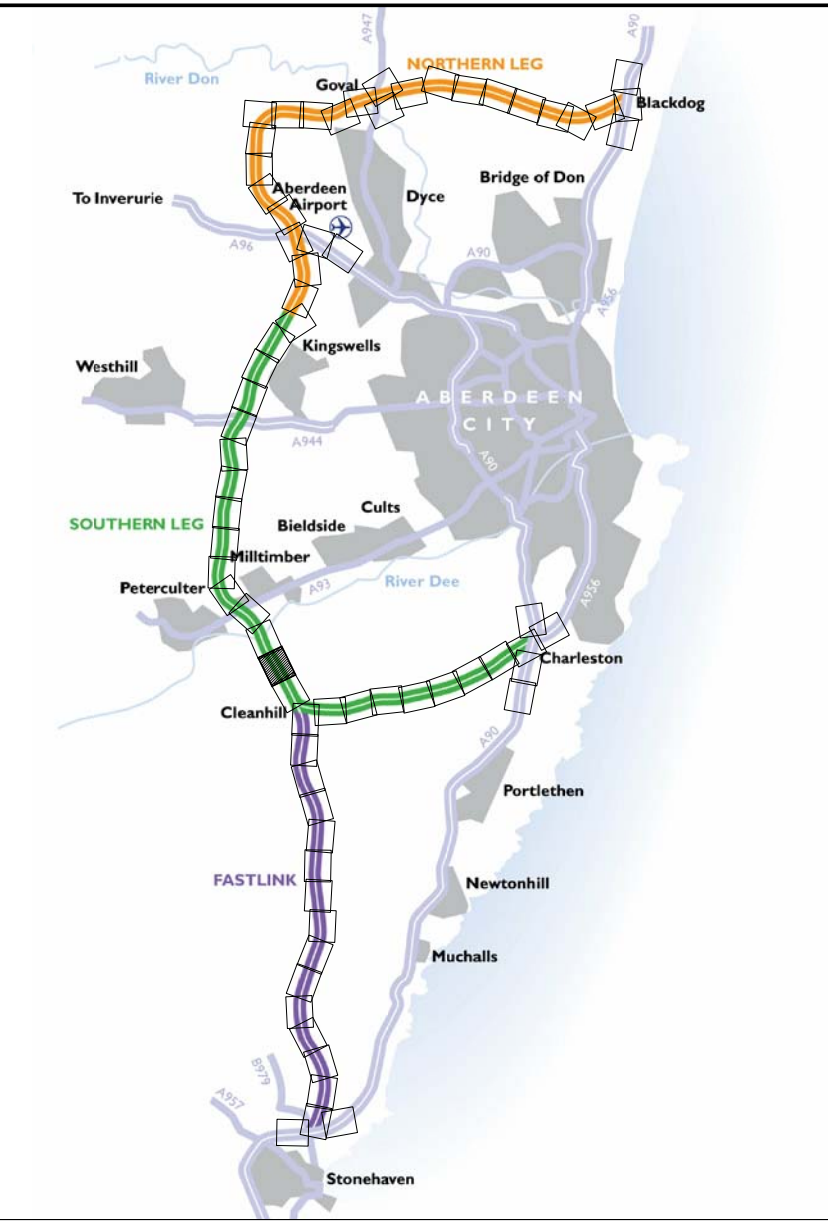 A947
A90
NORTHERN LEG
River Don
Goval
Blackdog
Bridge of Don
Aberdeen
Airport
Dyce
To Inverurie
A96
A90
A956
Kingswells
Westhill
ABERDEEN
CITY
A944
A90
Cults
SOUTHERN LEG
Bieldside
Milltimber
Peterculter
A93
River Dee
A956
Charleston
Cleanhill
A90
Portlethen
FASTLINK
Newtonhill
Muchalls
B979
A957
Stonehaven